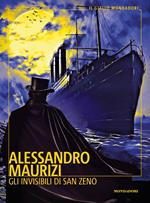 IL GIALLO MONDADORI
ALESSANDRO
MAURIZI
GLI INVISIBILI DI SAN ZENO
MONDADORI